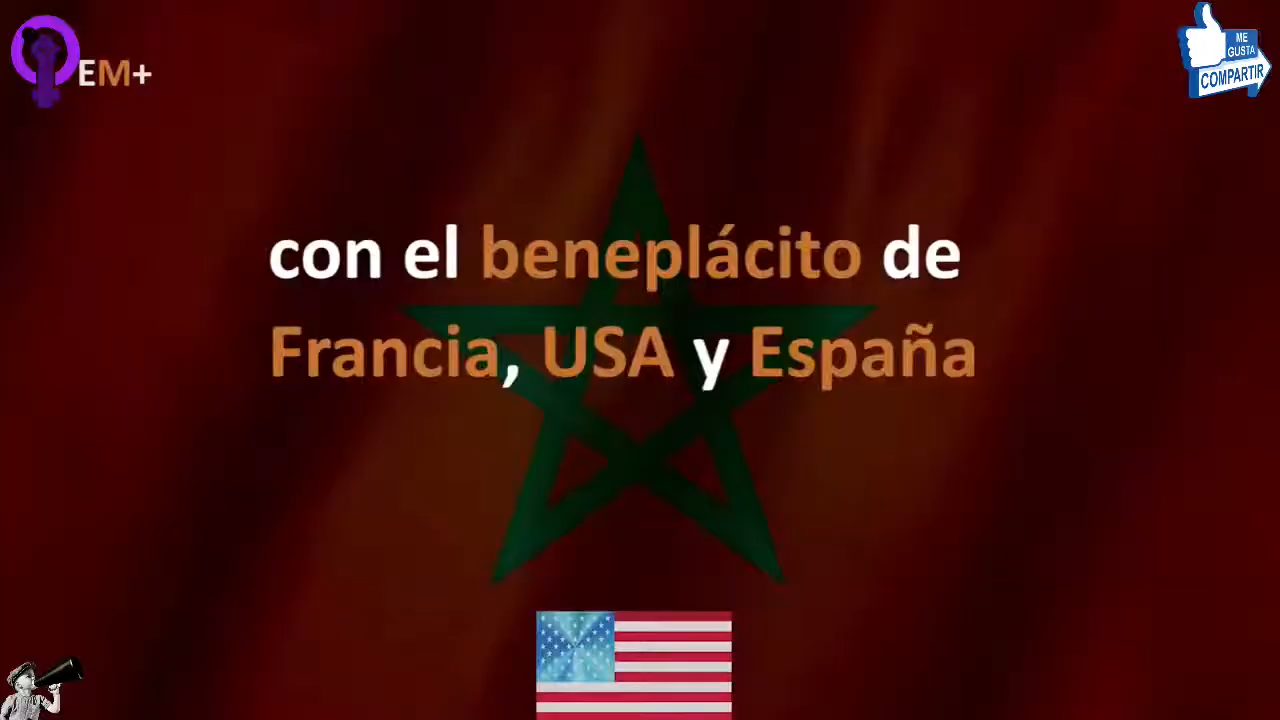 EM+
ME
GUSTA
COMPARTIR
con el beneplácito de
Francia, USA y España